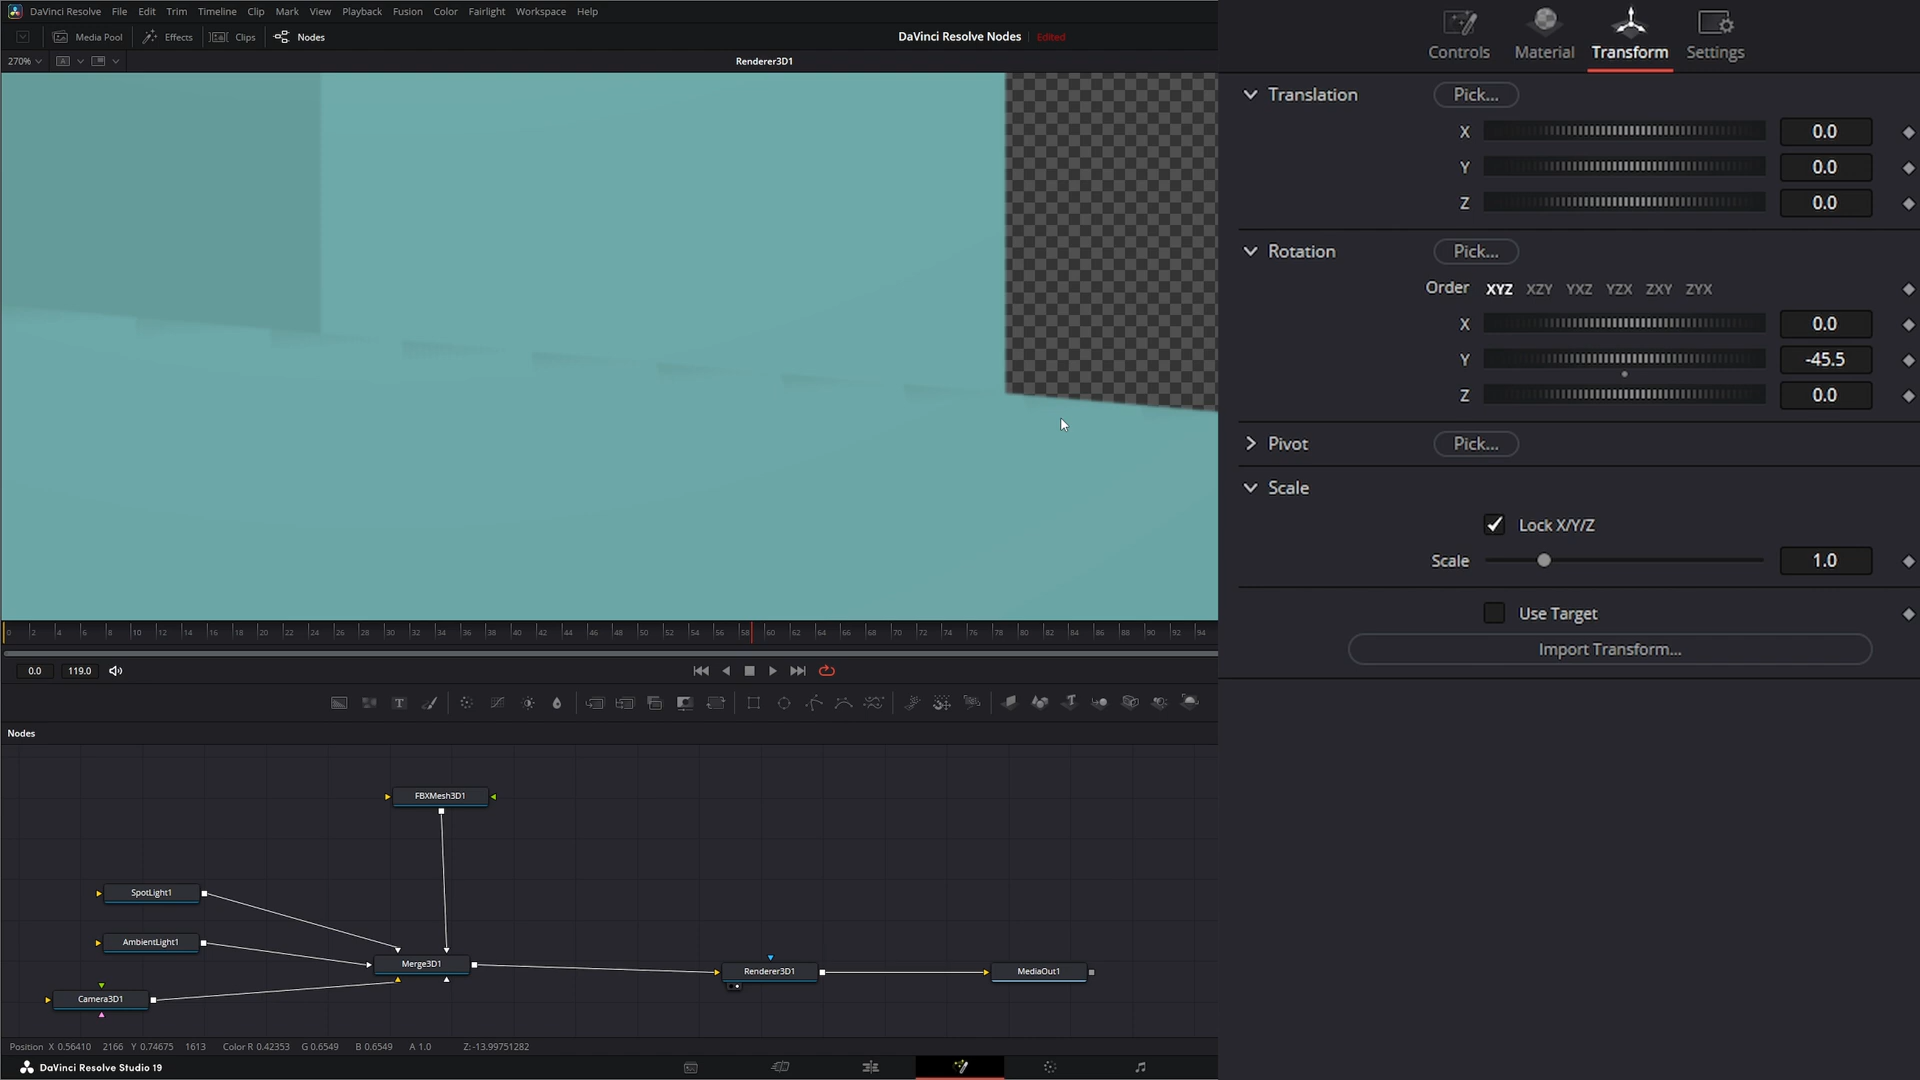 DaVinci Resolve File Edit Trim Timeline Clip Mark View Playback Fusion Color Fairlight Workspace Help
Media Pool Effects Clips Nodes DaVinci Resolve Nodes Edited
270% A Renderer3D1
0 2 4 6 8 10 12 14 16 18 20 22 24 26 28 30 32 34 36 38 40 42 44 46 48 50 52 54 56 58 60 62 64 66 68 70 72 74 76 78 80 82 84 86 88 90 92 94
0.0 119.0
T
Nodes
FBXMesh3D1
SpotLight1
AmbientLight1
Merge3D1
Renderer3D1
MediaOut1
Camera3D1
Position X 0.56410 2166 Y 0.74675 1613 Color R 0.42353 G 0.6549 B 0.6549 A 1.0 Z:-13.99751282
DaVinci Resolve Studio 19
Controls Material Transform Settings
Translation Pick...
X 0.0
Y 0.0
Z 0.0
Rotation Pick...
Order XYZ XZY YXZ YZX ZXY ZYX
X 0.0
Y -45.5
Z 0.0
Pivot Pick...
Scale
Lock X/Y/Z
Scale 1.0
Use Target
Import Transform...